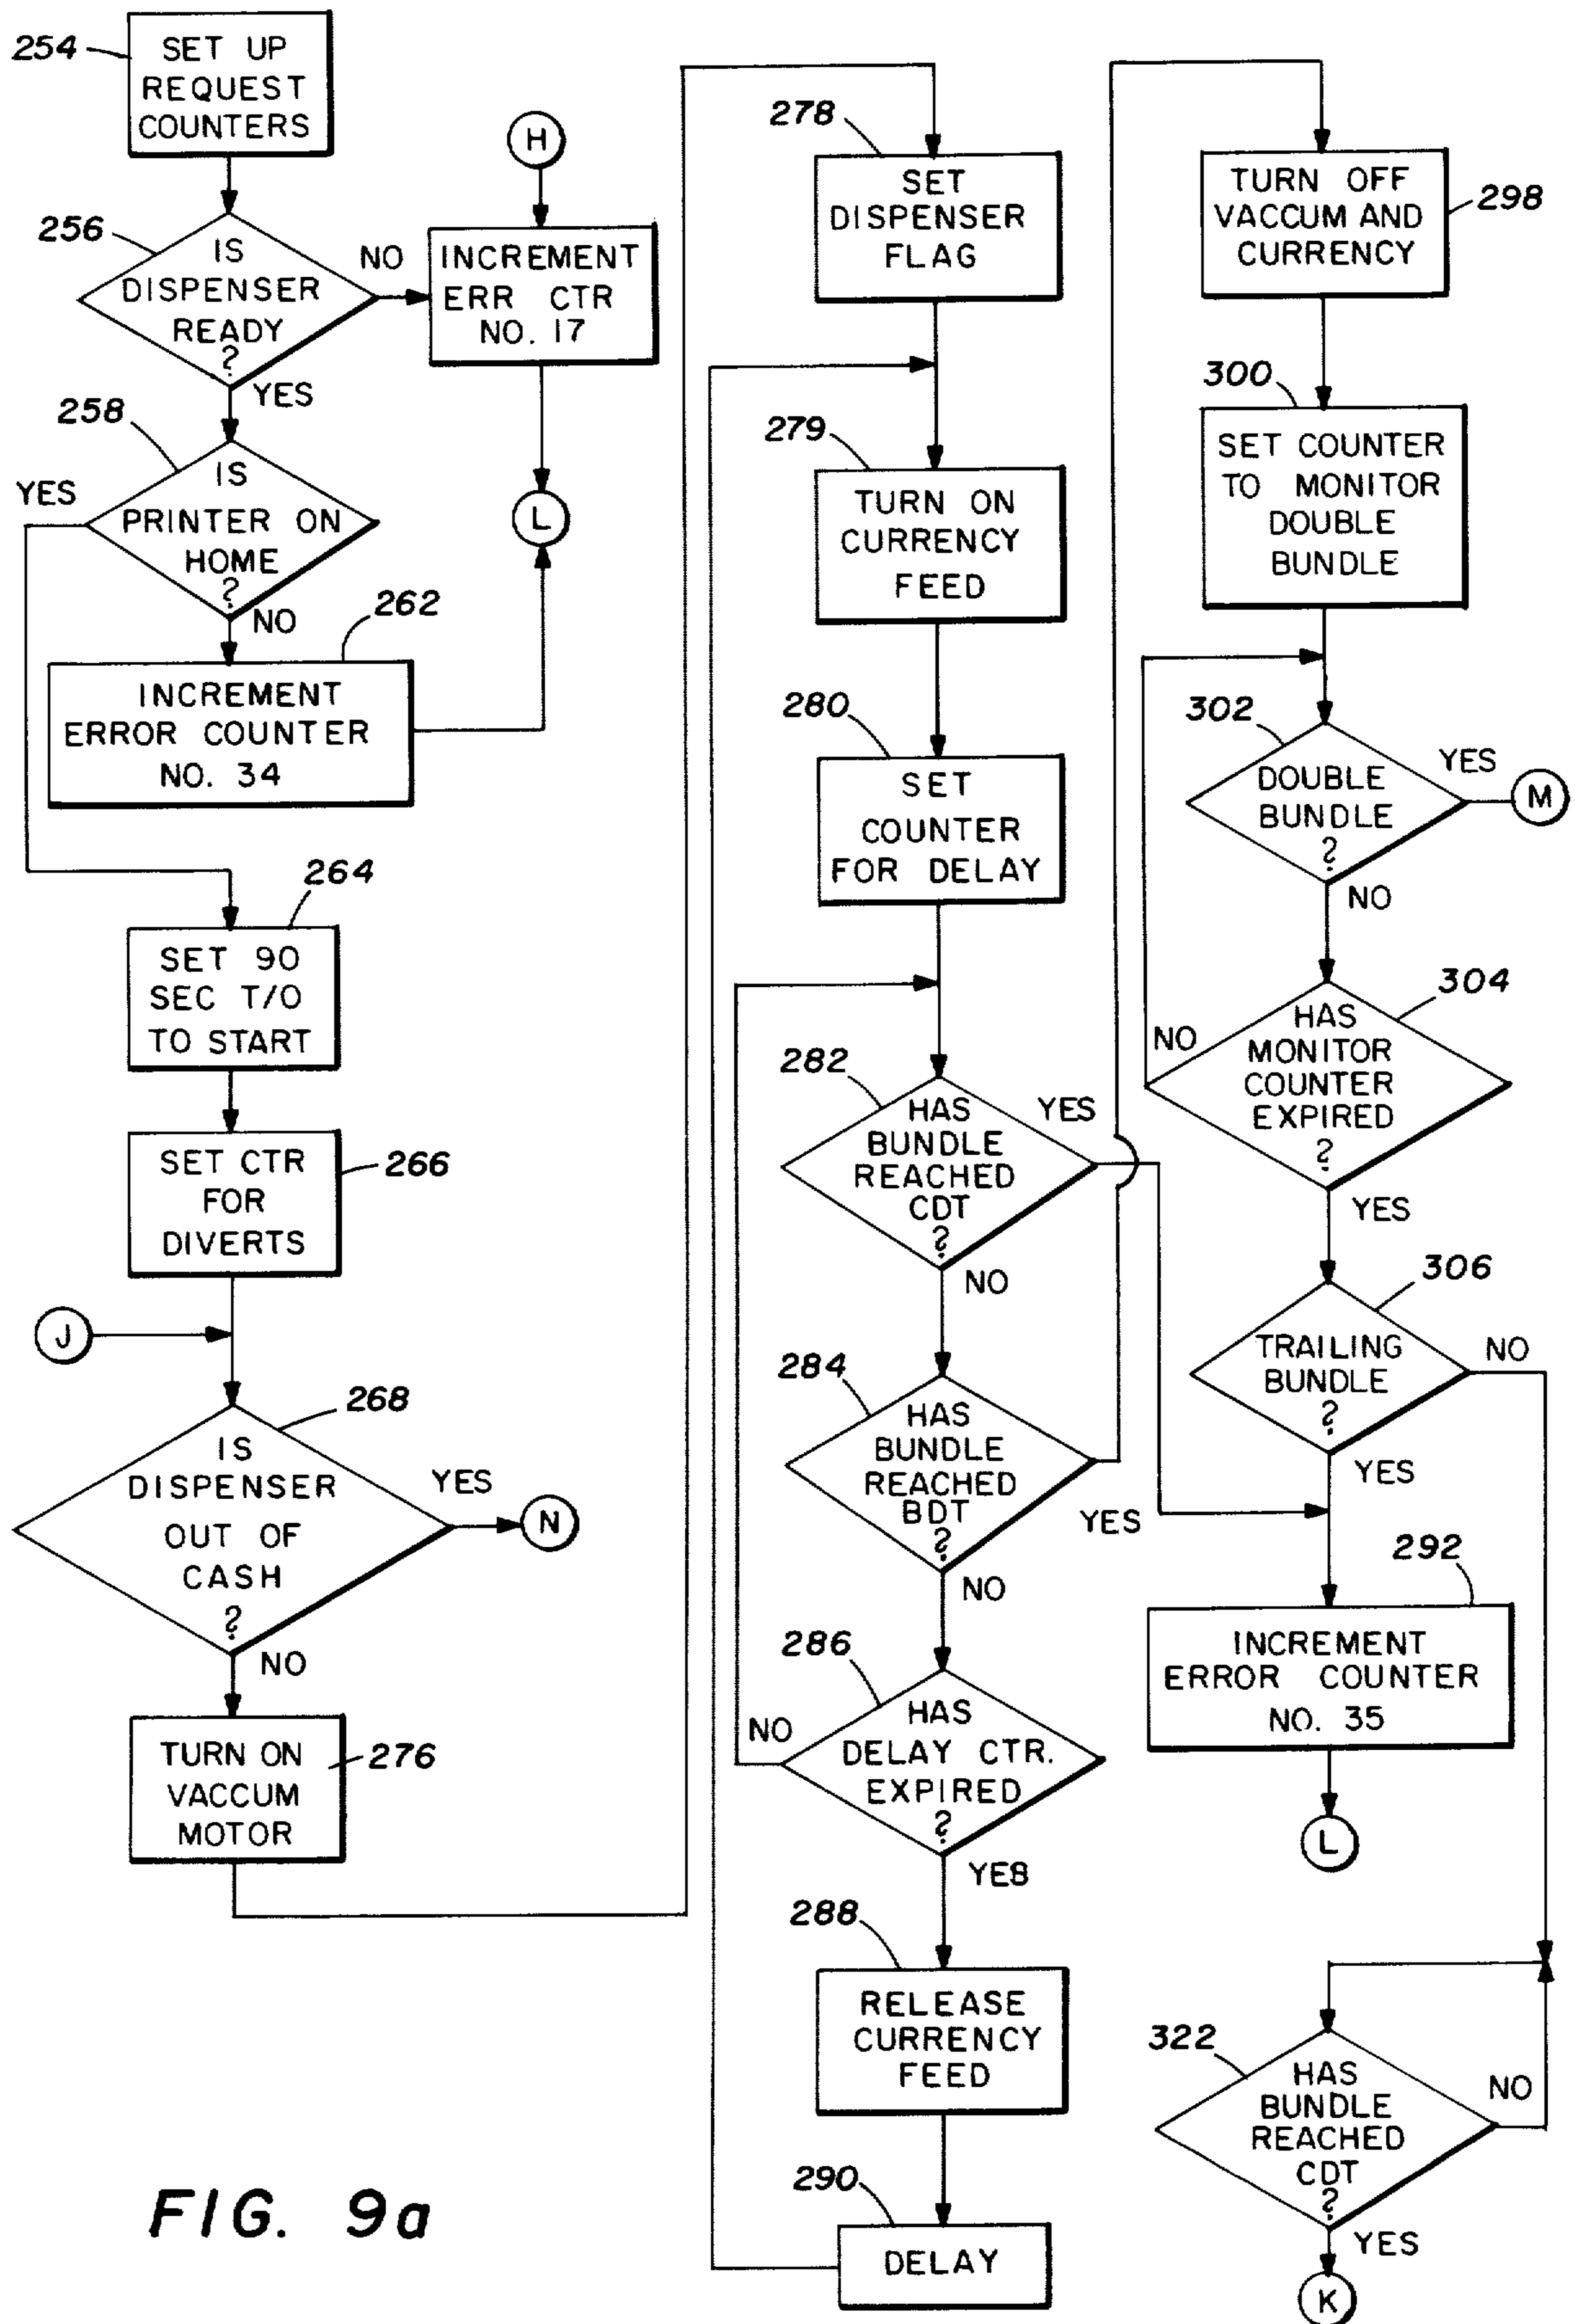 254
SET UP
REQUEST
COUNTERS
256
IS
DISPENSER
READY
?
NO
YES
H
INCREMENT
ERR CTR
NO. 17
L
258
IS
PRINTER ON
HOME
?
YES
NO
262
INCREMENT
ERROR COUNTER
NO. 34
264
SET 90
SEC T/O
TO START
266
SET CTR
FOR
DIVERTS
J
268
IS
DISPENSER
OUT OF
CASH
?
YES
N
NO
276
TURN ON
VACCUM
MOTOR
278
SET
DISPENSER
FLAG
279
TURN ON
CURRENCY
FEED
280
SET
COUNTER
FOR DELAY
282
HAS
BUNDLE
REACHED
CDT
?
YES
NO
284
HAS
BUNDLE
REACHED
BDT
?
YES
NO
286
HAS
DELAY CTR.
EXPIRED
?
NO
YEB
288
RELEASE
CURRENCY
FEED
290
DELAY
298
TURN OFF
VACCUM AND
CURRENCY
300
SET COUNTER
TO MONITOR
DOUBLE
BUNDLE
302
DOUBLE
BUNDLE
?
YES
M
NO
304
HAS
MONITOR
COUNTER
EXPIRED
?
NO
YES
306
TRAILING
BUNDLE
?
NO
YES
292
INCREMENT
ERROR COUNTER
NO. 35
L
322
HAS
BUNDLE
REACHED
CDT
?
NO
YES
K
FIG. 9a